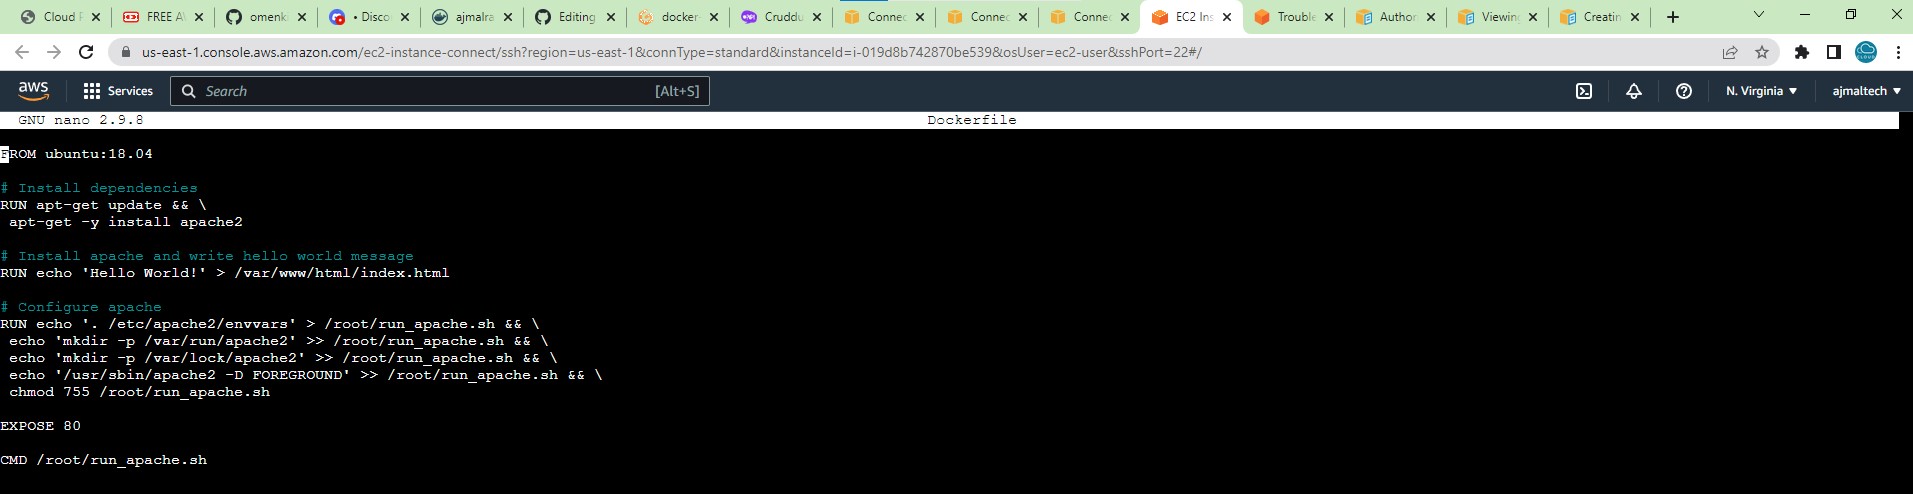 Cloud
FREE
omenk
• Disco
ajmalra
Editing
docker-
Cruddu
Connec
Connec
Connec
EC2 Ins
Trouble
Author
Viewing
Creatin
us-east-1.console.aws.amazon.com/ec2-instance-connect/ssh?region=us-east-1&connType=standard&instanceId=i-019d8b742870be539&osUser=ec2-user&sshPort=22#/
aws
Services
Search
[Alt+S]
N. Virginia
ajmaltech
GNU nano 2.9.8
Dockerfile
FROM ubuntu:18.04
# Install dependencies
RUN apt-get update && \
apt-get -y install apache2
# Install apache and write hello world message
RUN echo 'Hello World!' > /var/www/html/index.html
# Configure apache
RUN echo '. /etc/apache2/envvars' > /root/run_apache.sh && \
echo 'mkdir -p /var/run/apache2' >> /root/run_apache.sh && \
echo 'mkdir -p /var/lock/apache2' >> /root/run_apache.sh && \
echo '/usr/sbin/apache2 -D FOREGROUND' >> /root/run_apache.sh && \
chmod 755 /root/run_apache.sh
EXPOSE 80
CMD /root/run_apache.sh